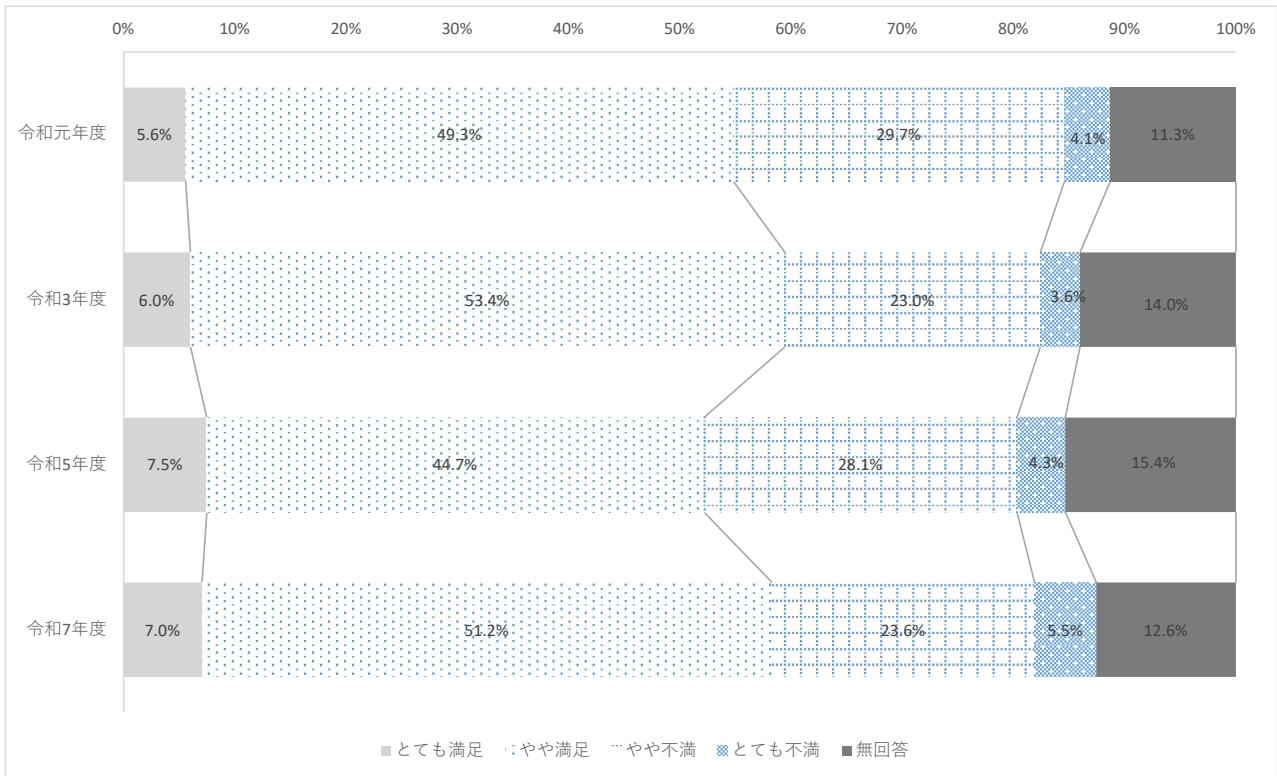 0% 10% 20% 30% 40% 50% 60% 70% 80% 90% 100%
令和元年度 5.6% 49.3% 29.7% 4.1% 11.3%
令和3年度 6.0% 53.4% 23.0% 3.6% 14.0%
令和5年度 7.5% 44.7% 28.1% 4.3% 15.4%
令和7年度 7.0% 51.2% 23.6% 5.5% 12.6%
とても満足 やや満足 やや不満 とても不満 無回答